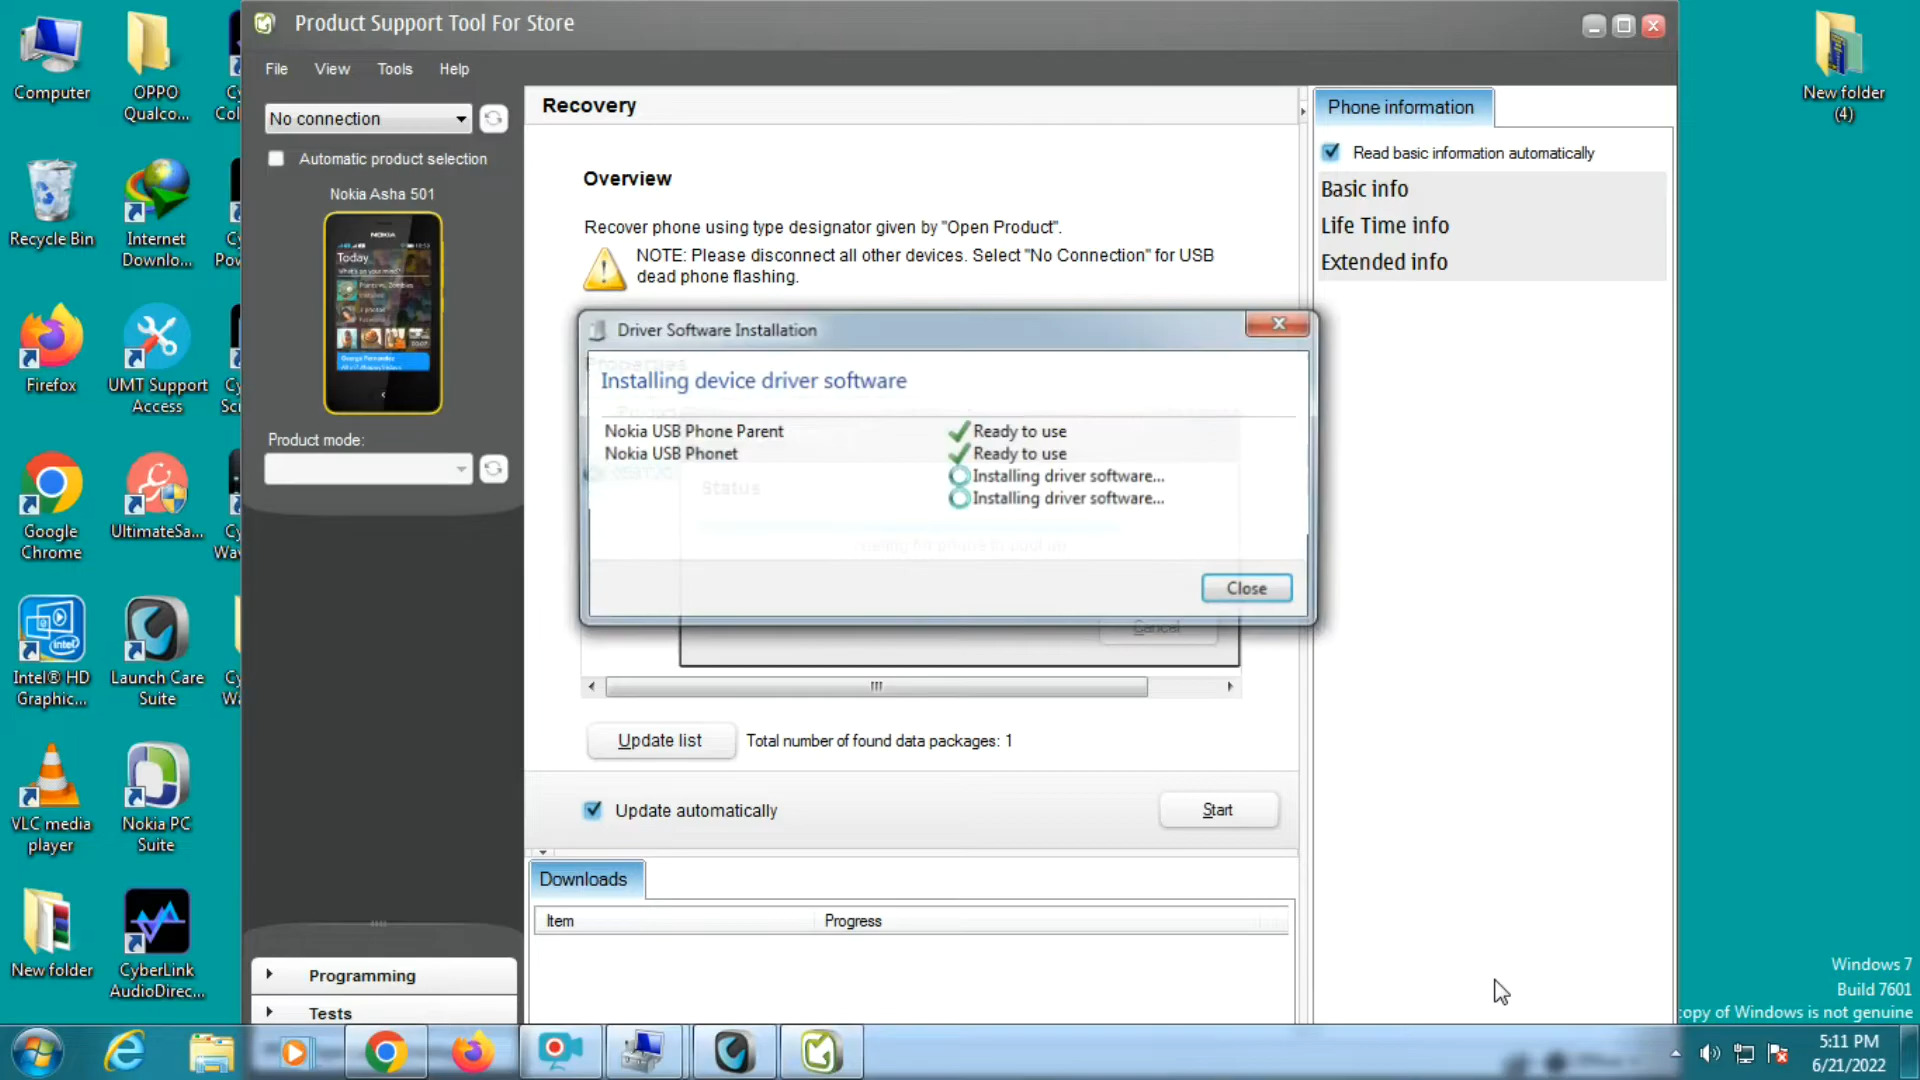 Product Support Tool For Store
File View Tools Help
No connection
Automatic product selection
Nokia Asha 501
NOKIA
Today
Product mode:
Programming
Tests
Recovery
Overview
Recover phone using type designator given by "Open Product".
NOTE: Please disconnect all other devices. Select "No Connection" for USB
dead phone flashing.
Driver Software Installation
Installing device driver software
Nokia USB Phone Parent Ready to use
Nokia USB Phonet Ready to use
Installing driver software...
Installing driver software...
Status
Close
Cancel
Update list Total number of found data packages: 1
Update automatically Start
Downloads
Item Progress
Phone information
Read basic information automatically
Basic info
Life Time info
Extended info
Computer
OPPO
Qualco...
Recycle Bin
Internet
Downlo...
Firefox
UMT Support
Access
Google
Chrome
UltimateSa...
Intel® HD
Graphic...
Launch Care
Suite
VLC media
player
Nokia PC
Suite
New folder
CyberLink
AudioDirec...
New folder
(4)
Windows 7
Build 7601
copy of Windows is not genuine
5:11 PM
6/21/2022